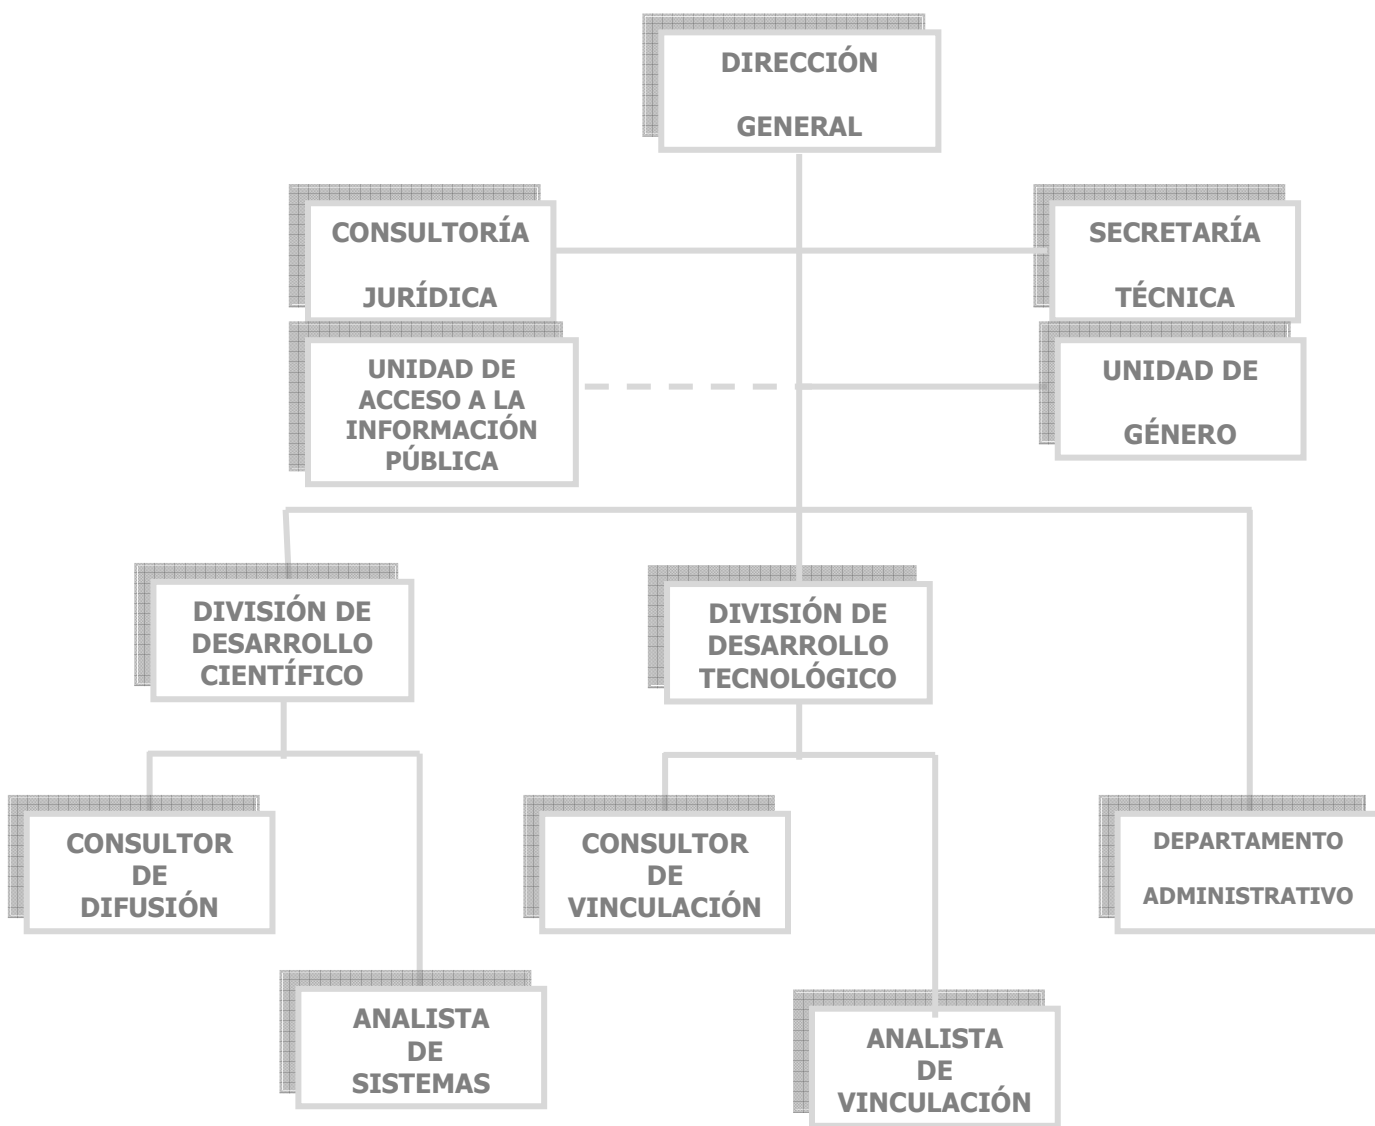 DIRECCIÓN
GENERAL
CONSULTORÍA
JURÍDICA
SECRETARÍA
TÉCNICA
UNIDAD DE
ACCESO A LA
INFORMACIÓN
PÚBLICA
UNIDAD DE
GÉNERO
DIVISIÓN DE
DESARROLLO
CIENTÍFICO
DIVISIÓN DE
DESARROLLO
TECNOLÓGICO
CONSULTOR
DE
DIFUSIÓN
CONSULTOR
DE
VINCULACIÓN
DEPARTAMENTO
ADMINISTRATIVO
ANALISTA
DE
SISTEMAS
ANALISTA
DE
VINCULACIÓN